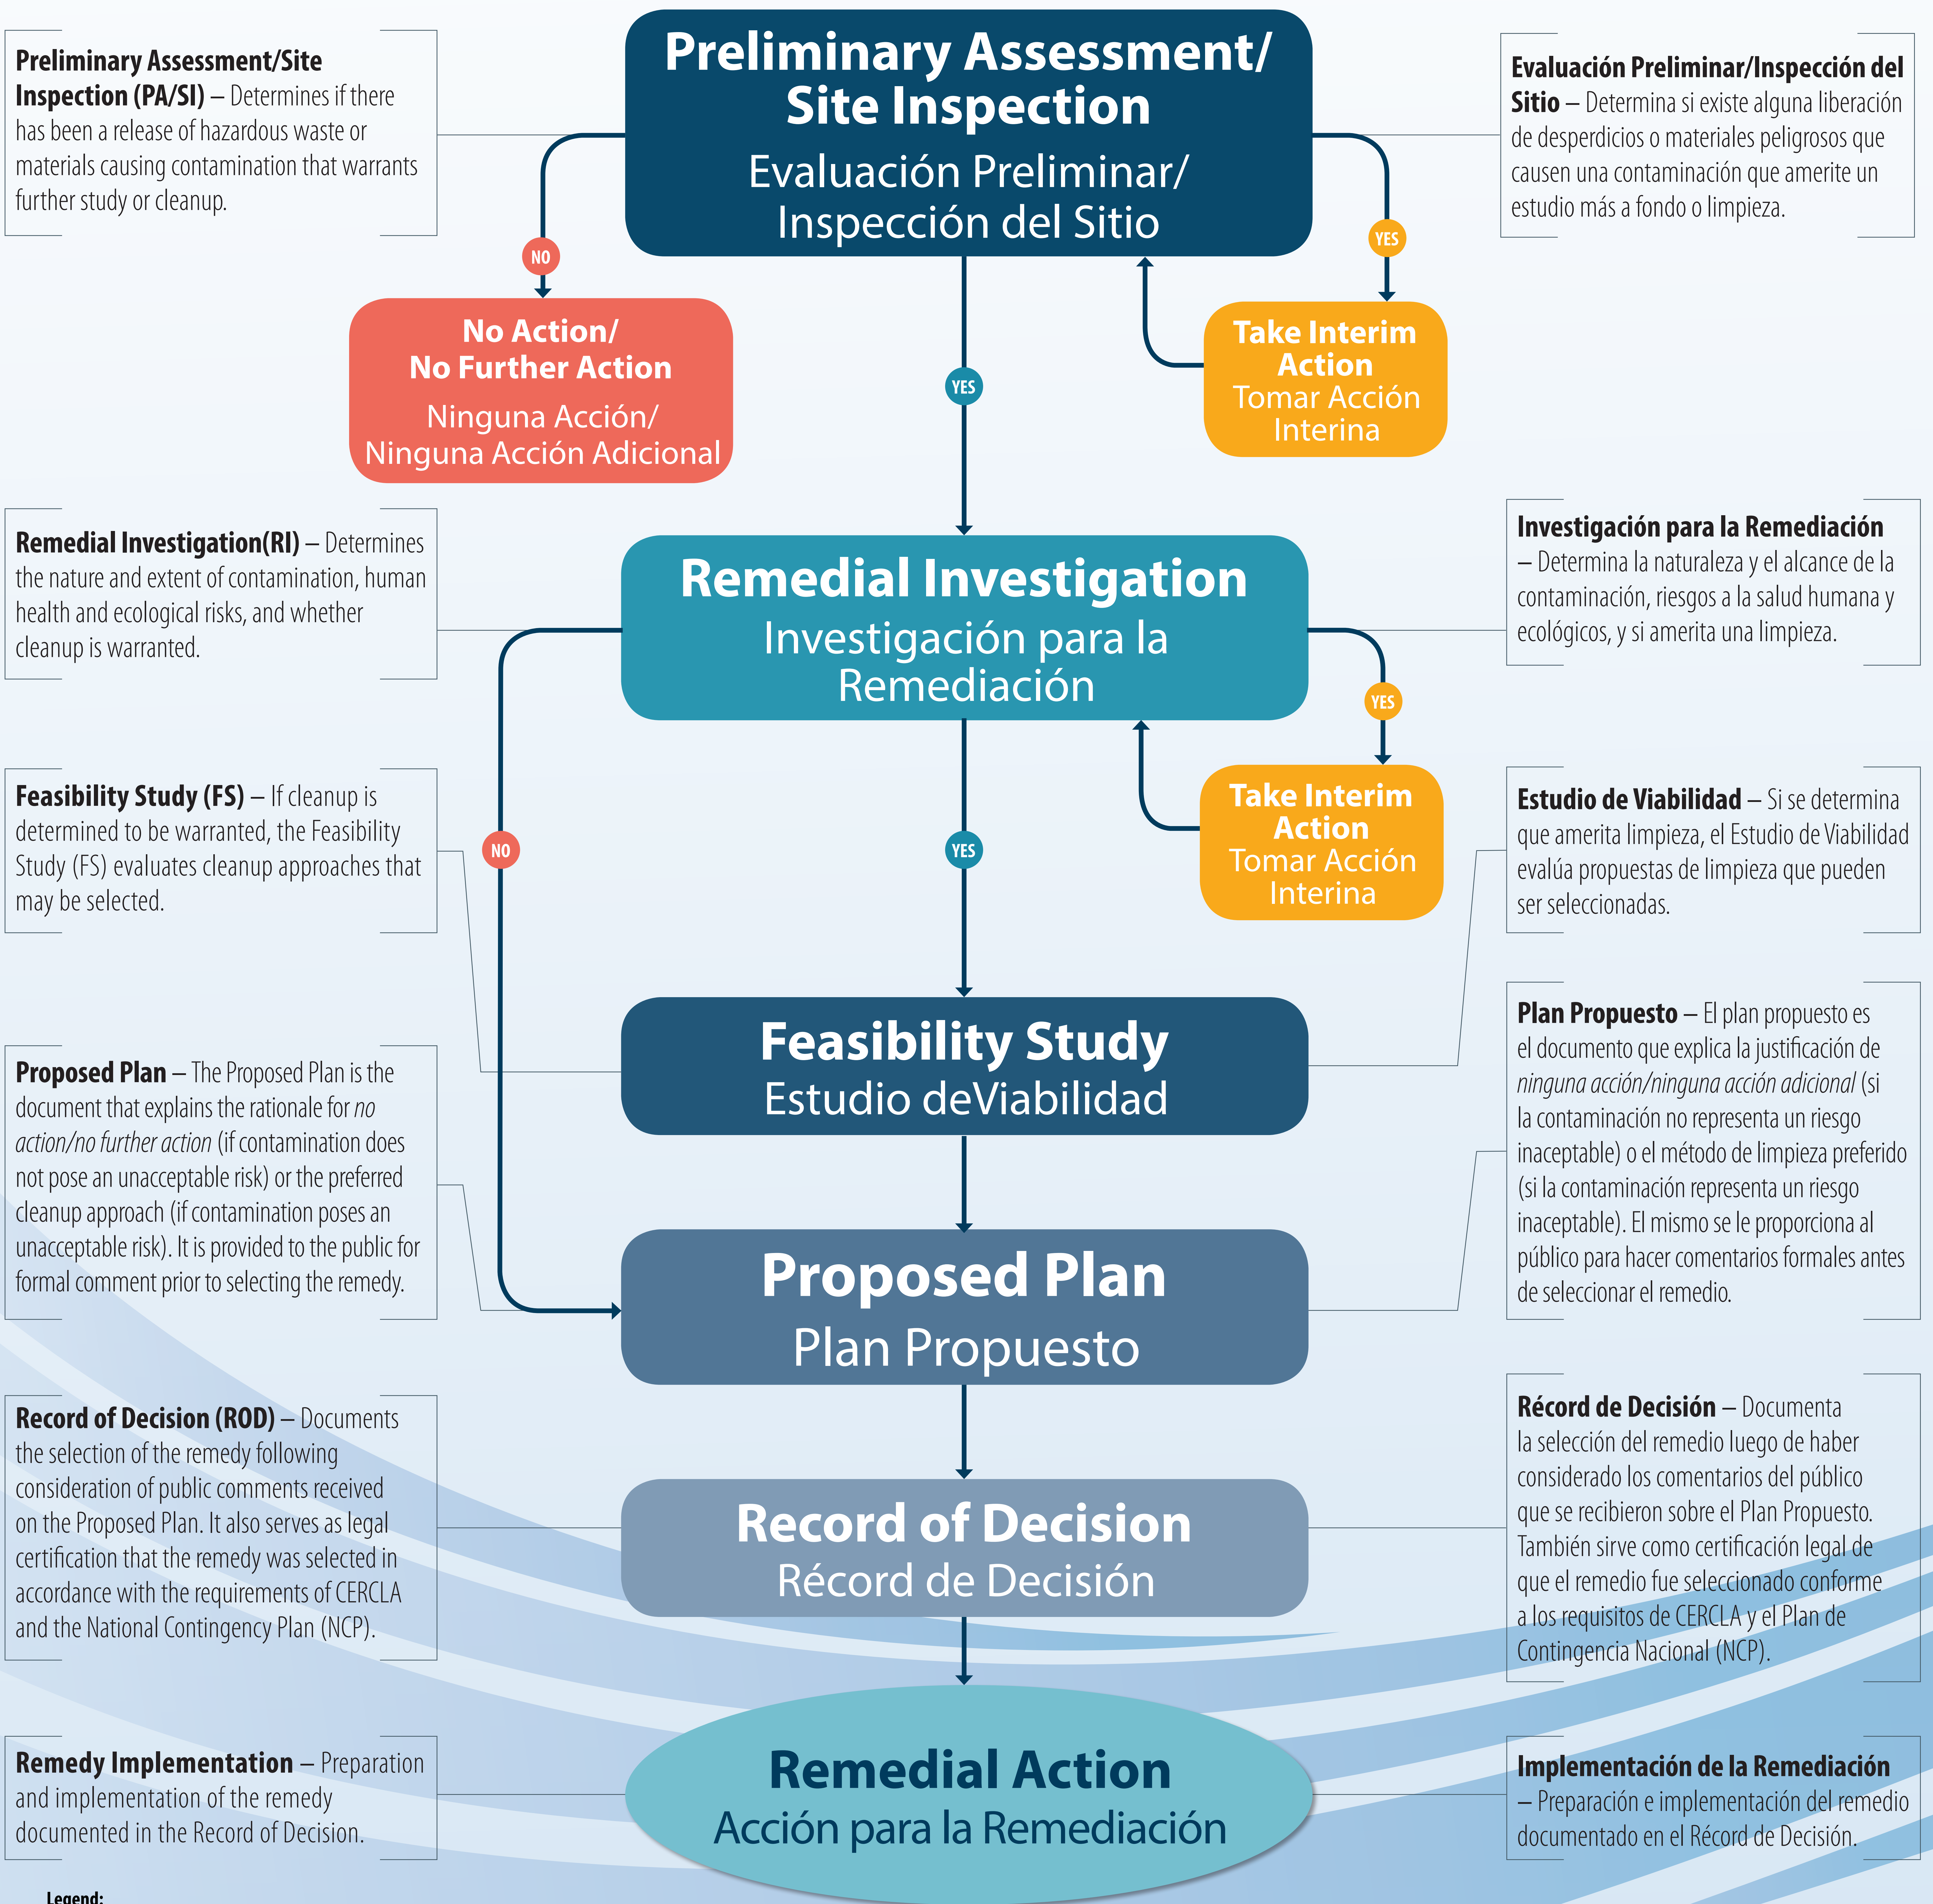 Preliminary Assessment/
Site Inspection
Evaluación Preliminar/
Inspección del Sitio
Preliminary Assessment/Site
Inspection (PA/SI) – Determines if there
has been a release of hazardous waste or
materials causing contamination that warrants
further study or cleanup.
Evaluación Preliminar/Inspección del
Sitio – Determina si existe alguna liberación
de desperdicios o materiales peligrosos que
causen una contaminación que amerite un
estudio más a fondo o limpieza.
NO
YES
YES
No Action/
No Further Action
Ninguna Acción/
Ninguna Acción Adicional
Take Interim
Action
Tomar Acción
Interina
Remedial Investigation(RI) – Determines
the nature and extent of contamination, human
health and ecological risks, and whether
cleanup is warranted.
Remedial Investigation
Investigación para la
Remediación
Investigación para la Remediación
– Determina la naturaleza y el alcance de la
contaminación, riesgos a la salud humana y
ecológicos, y si amerita una limpieza.
NO
YES
YES
Take Interim
Action
Tomar Acción
Interina
Feasibility Study (FS) – If cleanup is
determined to be warranted, the Feasibility
Study (FS) evaluates cleanup approaches that
may be selected.
Feasibility Study
Estudio deViabilidad
Estudio de Viabilidad – Si se determina
que amerita limpieza, el Estudio de Viabilidad
evalúa propuestas de limpieza que pueden
ser seleccionadas.
Proposed Plan – The Proposed Plan is the
document that explains the rationale for no
action/no further action (if contamination does
not pose an unacceptable risk) or the preferred
cleanup approach (if contamination poses an
unacceptable risk). It is provided to the public for
formal comment prior to selecting the remedy.
Proposed Plan
Plan Propuesto
Plan Propuesto – El plan propuesto es
el documento que explica la justificación de
ninguna acción/ninguna acción adicional (si
la contaminación no representa un riesgo
inaceptable) o el método de limpieza preferido
(si la contaminación representa un riesgo
inaceptable). El mismo se le proporciona al
público para hacer comentarios formales antes
de seleccionar el remedio.
Record of Decision (ROD) – Documents
the selection of the remedy following
consideration of public comments received
on the Proposed Plan. It also serves as legal
certification that the remedy was selected in
accordance with the requirements of CERCLA
and the National Contingency Plan (NCP).
Record of Decision
Récord de Decisión
Récord de Decisión – Documenta
la selección del remedio luego de haber
considerado los comentarios del público
que se recibieron sobre el Plan Propuesto.
También sirve como certificación legal de
que el remedio fue seleccionado conforme
a los requisitos de CERCLA y el Plan de
Contingencia Nacional (NCP).
Remedy Implementation – Preparation
and implementation of the remedy
documented in the Record of Decision.
Remedial Action
Acción para la Remediación
Implementación de la Remediación
– Preparación e implementación del remedio
documentado en el Récord de Decisión.
Legend: